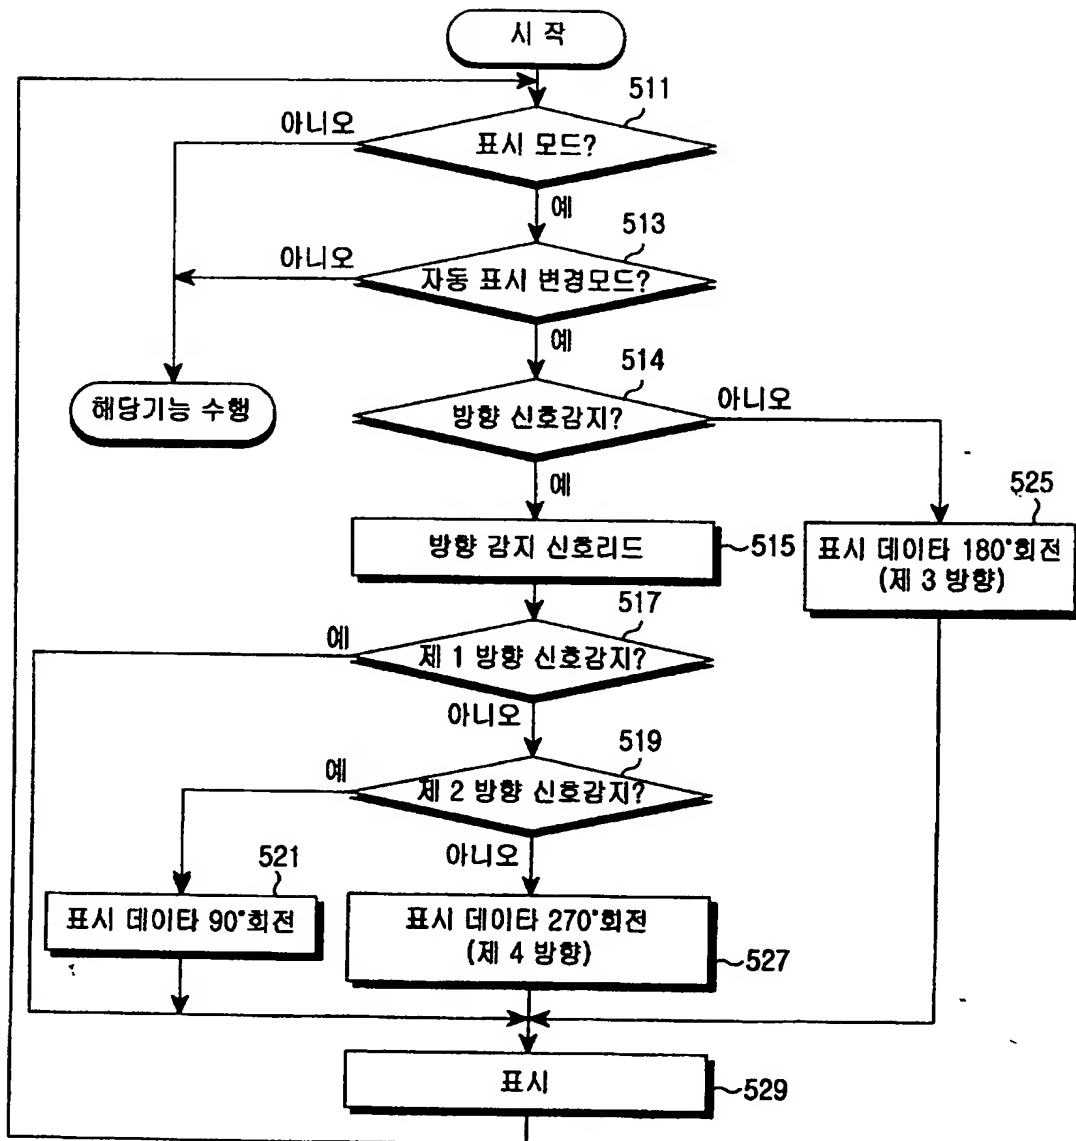 시 작
511
아니오
표시 모드?
예
513
아니오
자동 표시 변경모드?
예
514
해당기능 수행
방향 신호감지?
아니오
예
525
방향 감지 신호리드
515
표시 데이타 180°회전
(제 3 방향)
517
예
제 1 방향 신호감지?
아니오
519
예
제 2 방향 신호감지?
아니오
521
표시 데이타 90°회전
표시 데이타 270°회전
(제 4 방향)
527
표시
529